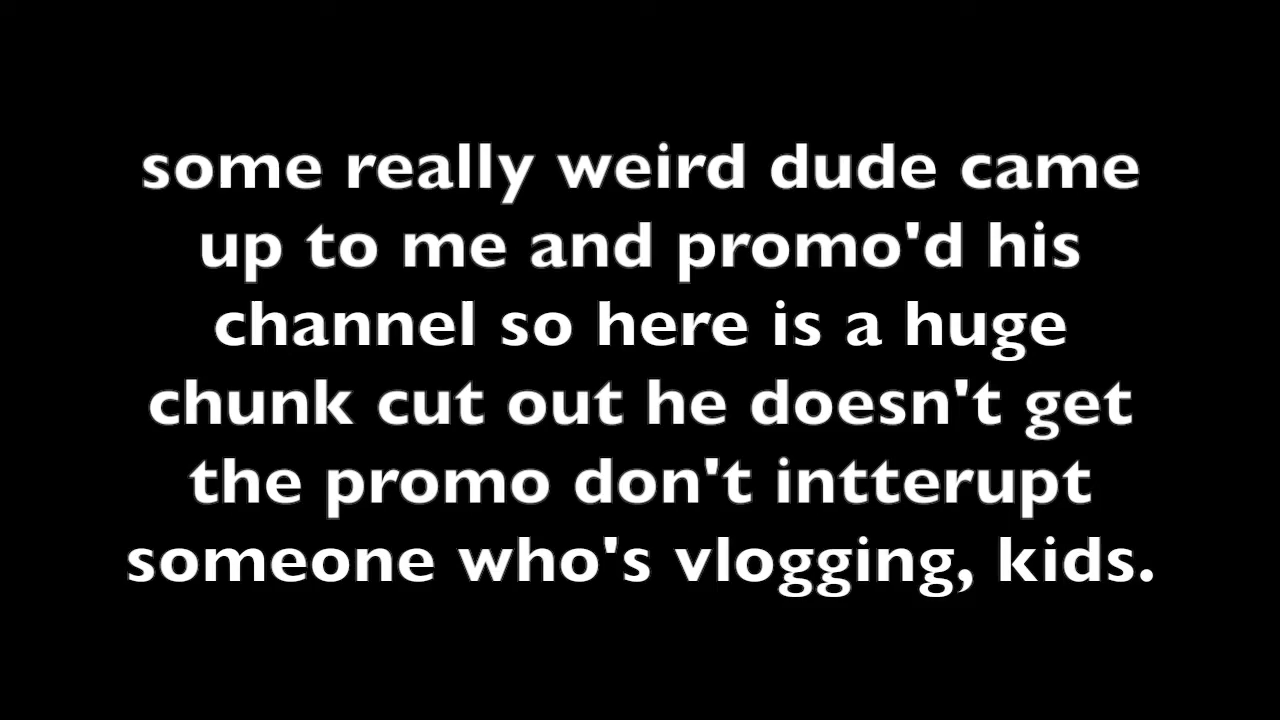 some really weird dude came
up to me and promo'd his
channel so here is a huge
chunk cut out he doesn't get
the promo don't intterupt
someone who's vlogging, kids.